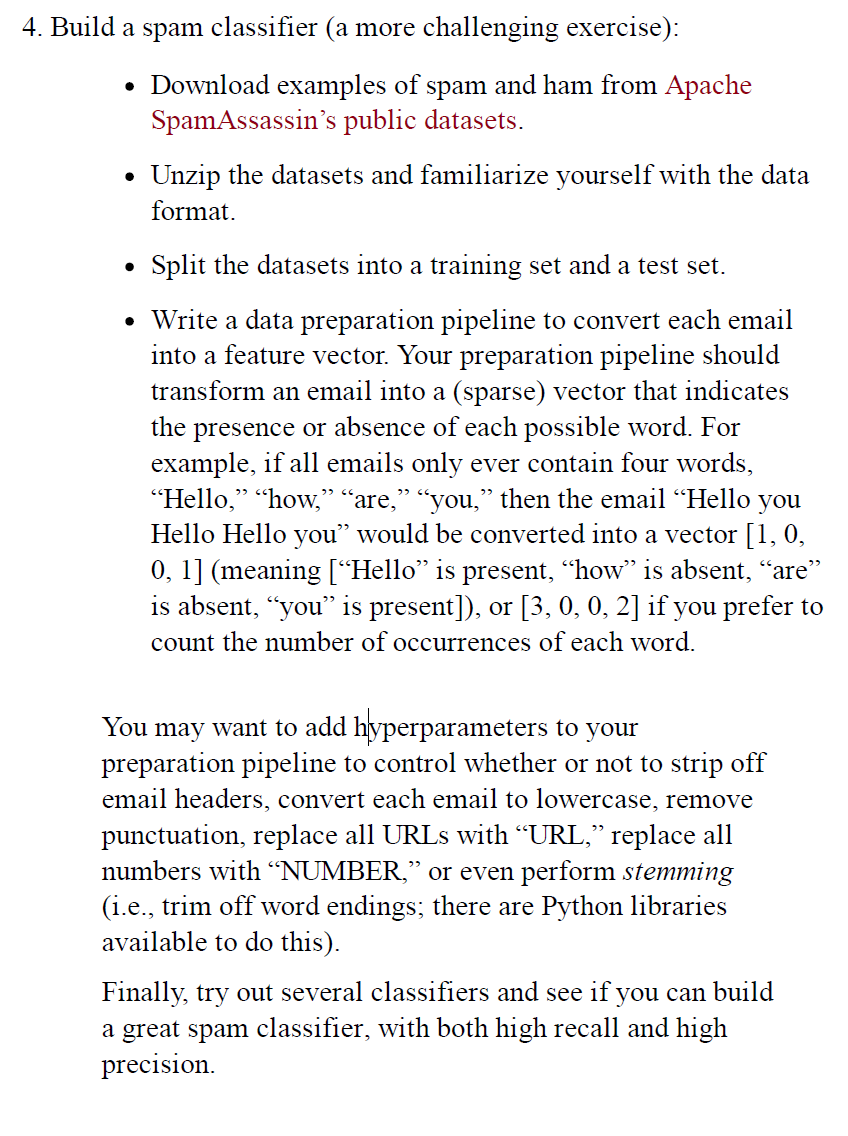 4. Build a spam classifier (a more challenging exercise):
• Download examples of spam and ham from Apache
SpamAssassin’s public datasets.
• Unzip the datasets and familiarize yourself with the data
format.
• Split the datasets into a training set and a test set.
• Write a data preparation pipeline to convert each email
into a feature vector. Your preparation pipeline should
transform an email into a (sparse) vector that indicates
the presence or absence of each possible word. For
example, if all emails only ever contain four words,
“Hello,” “how,” “are,” “you,” then the email “Hello you
Hello Hello you” would be converted into a vector [1, 0,
0, 1] (meaning [“Hello” is present, “how” is absent, “are”
is absent, “you” is present]), or [3, 0, 0, 2] if you prefer to
count the number of occurrences of each word.
You may want to add hyperparameters to your
preparation pipeline to control whether or not to strip off
email headers, convert each email to lowercase, remove
punctuation, replace all URLs with “URL,” replace all
numbers with “NUMBER,” or even perform stemming
(i.e., trim off word endings; there are Python libraries
available to do this).
Finally, try out several classifiers and see if you can build
a great spam classifier, with both high recall and high
precision.